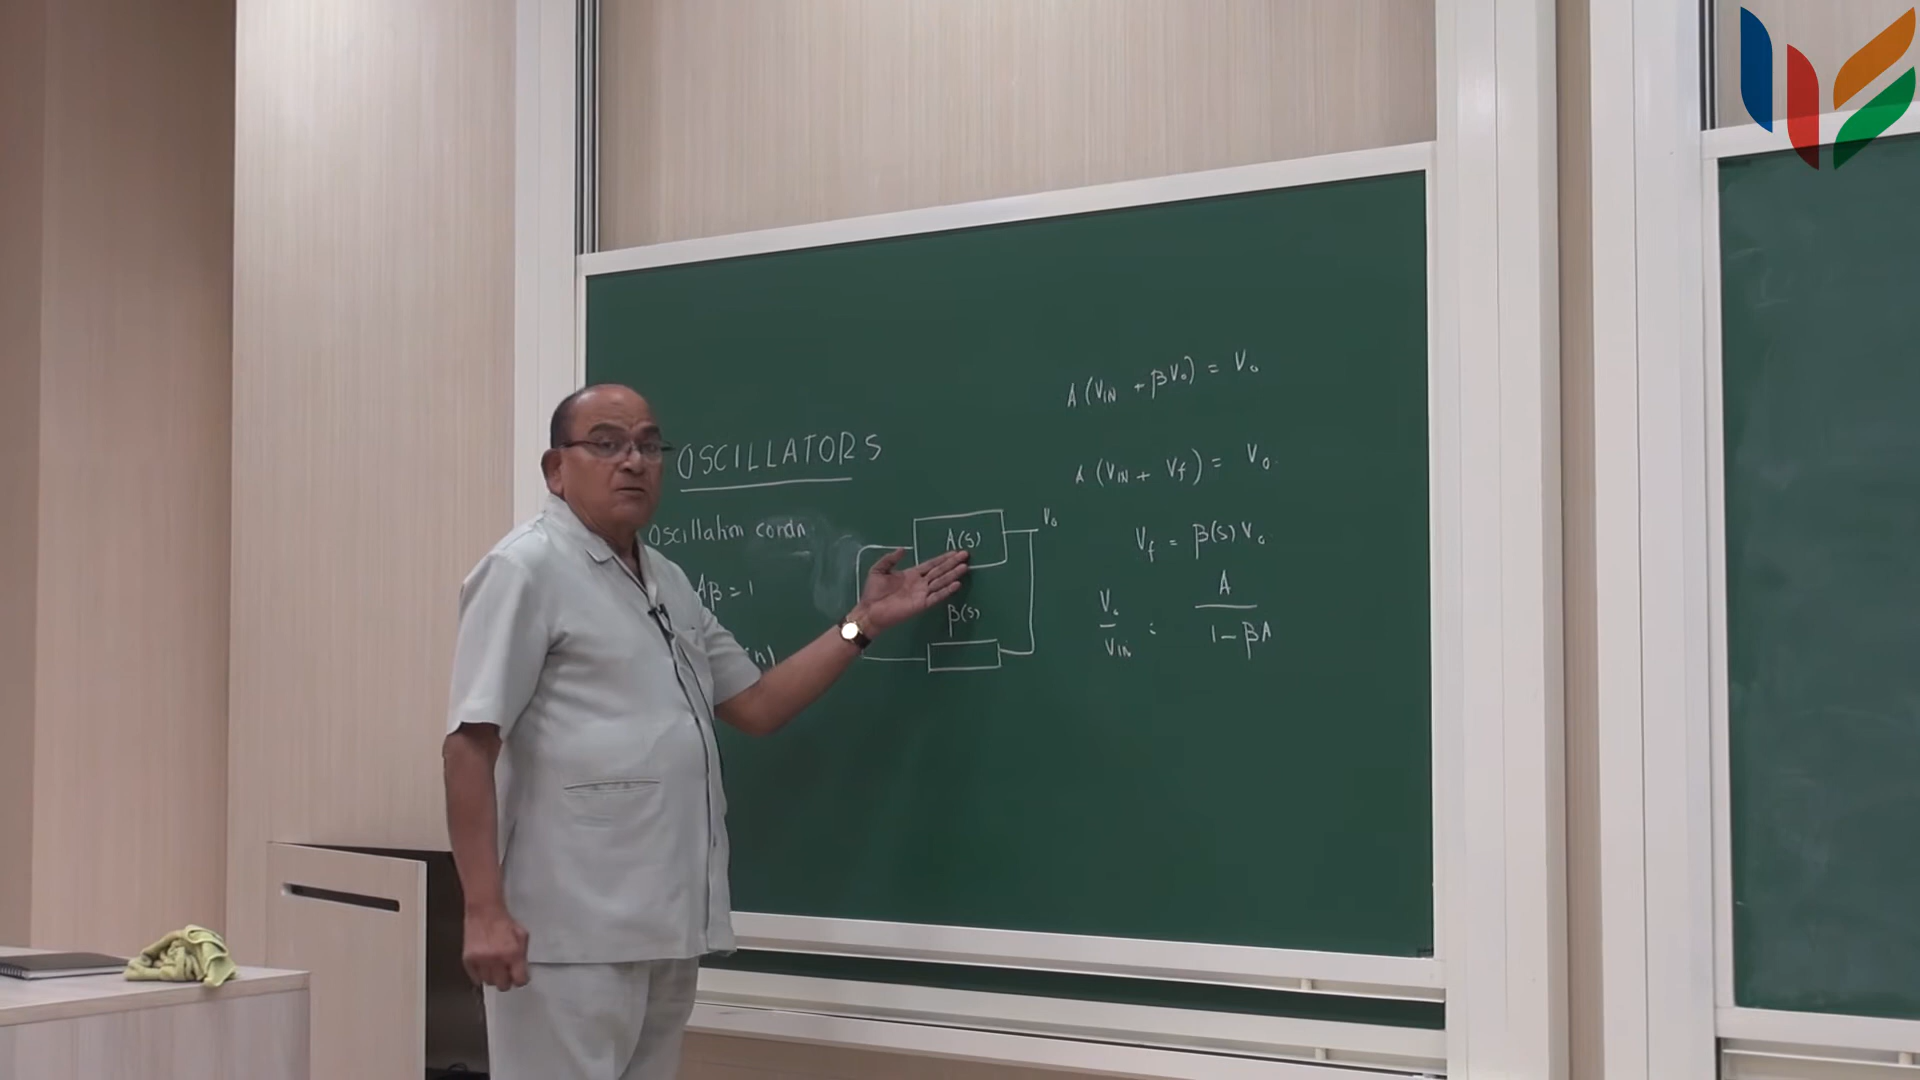 OSCILLATORS
Oscillation condn.
Aβ = 1
A(s)
V₀
β(s)
A (VIN + βV₀) = V₀
A (VIN + Vf) = V₀.
Vf = β(s) V₀
V₀ / VIN = A / 1 - βA